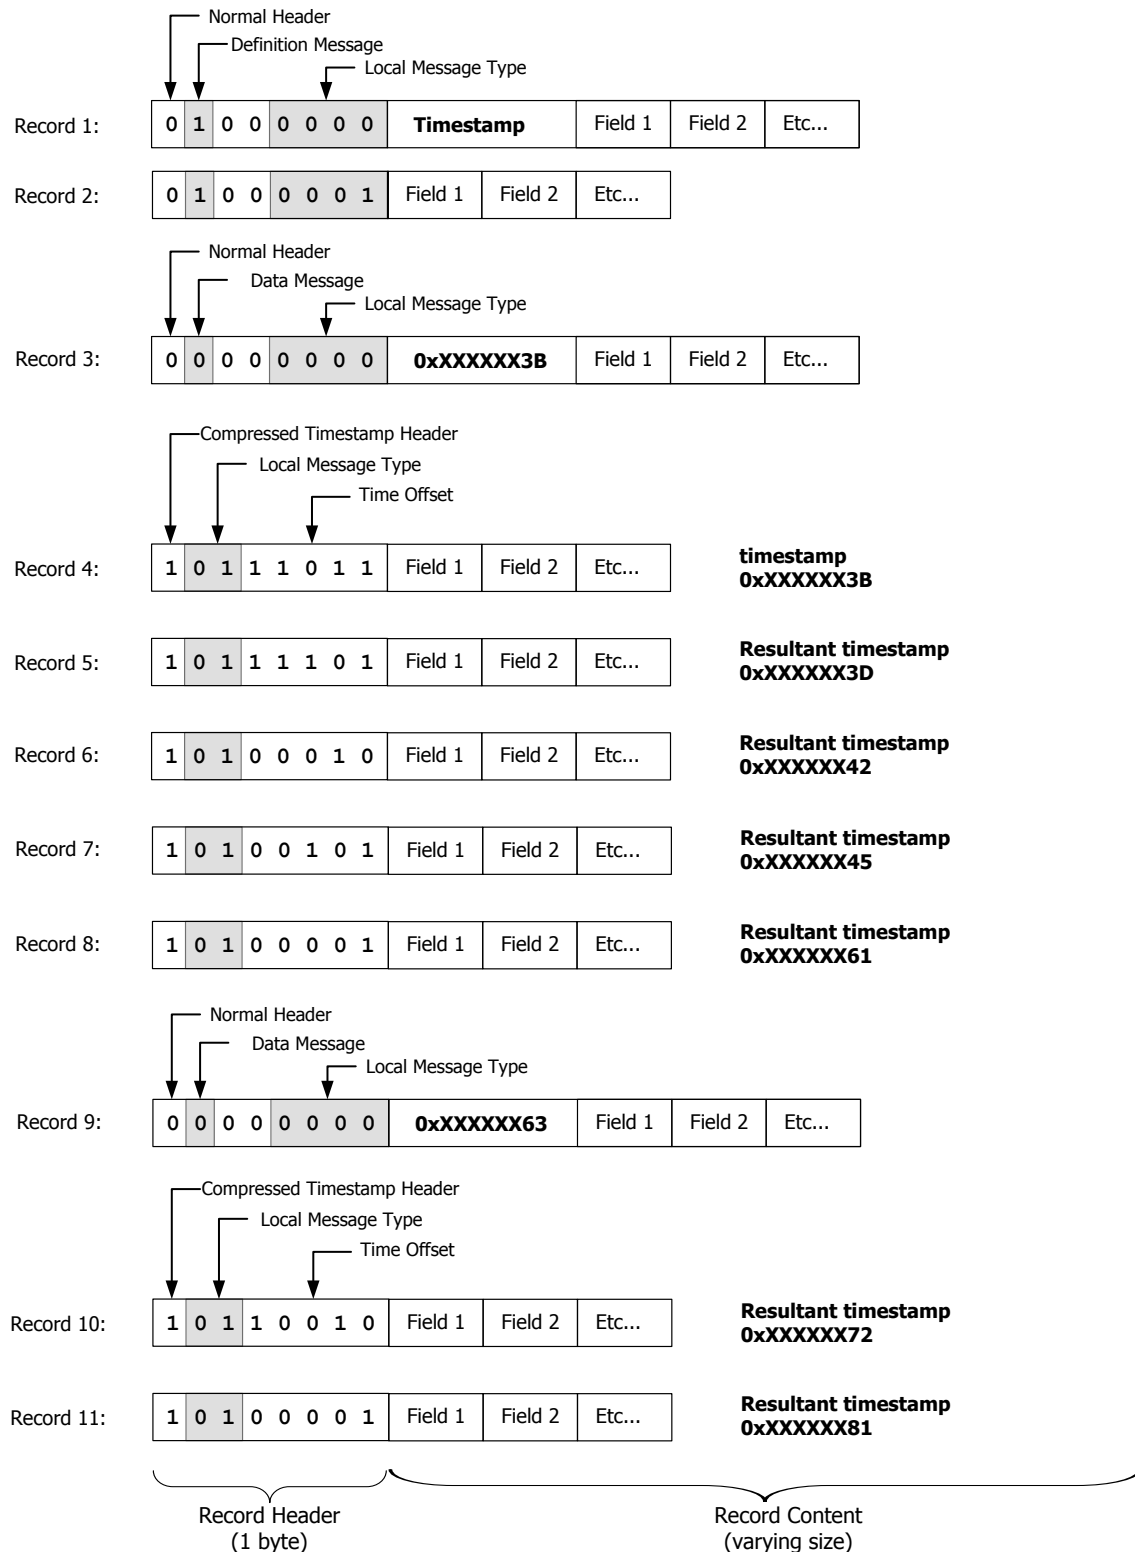 Normal Header
Definition Message
Local Message Type
Record 1: 0 1 0 0 0 0 0 0 Timestamp Field 1 Field 2 Etc...
Record 2: 0 1 0 0 0 0 0 1 Field 1 Field 2 Etc...
Normal Header
Data Message
Local Message Type
Record 3: 0 0 0 0 0 0 0 0 0xXXXXXX3B Field 1 Field 2 Etc...
Compressed Timestamp Header
Local Message Type
Time Offset
Record 4: 1 0 1 1 1 0 1 1 Field 1 Field 2 Etc... timestamp
0xXXXXXX3B
Record 5: 1 0 1 1 1 1 0 1 Field 1 Field 2 Etc... Resultant timestamp
0xXXXXXX3D
Record 6: 1 0 1 0 0 0 1 0 Field 1 Field 2 Etc... Resultant timestamp
0xXXXXXX42
Record 7: 1 0 1 0 0 1 0 1 Field 1 Field 2 Etc... Resultant timestamp
0xXXXXXX45
Record 8: 1 0 1 0 0 0 0 1 Field 1 Field 2 Etc... Resultant timestamp
0xXXXXXX61
Normal Header
Data Message
Local Message Type
Record 9: 0 0 0 0 0 0 0 0 0xXXXXXX63 Field 1 Field 2 Etc...
Compressed Timestamp Header
Local Message Type
Time Offset
Record 10: 1 0 1 1 0 0 1 0 Field 1 Field 2 Etc... Resultant timestamp
0xXXXXXX72
Record 11: 1 0 1 0 0 0 0 1 Field 1 Field 2 Etc... Resultant timestamp
0xXXXXXX81
Record Header Record Content
(1 byte) (varying size)